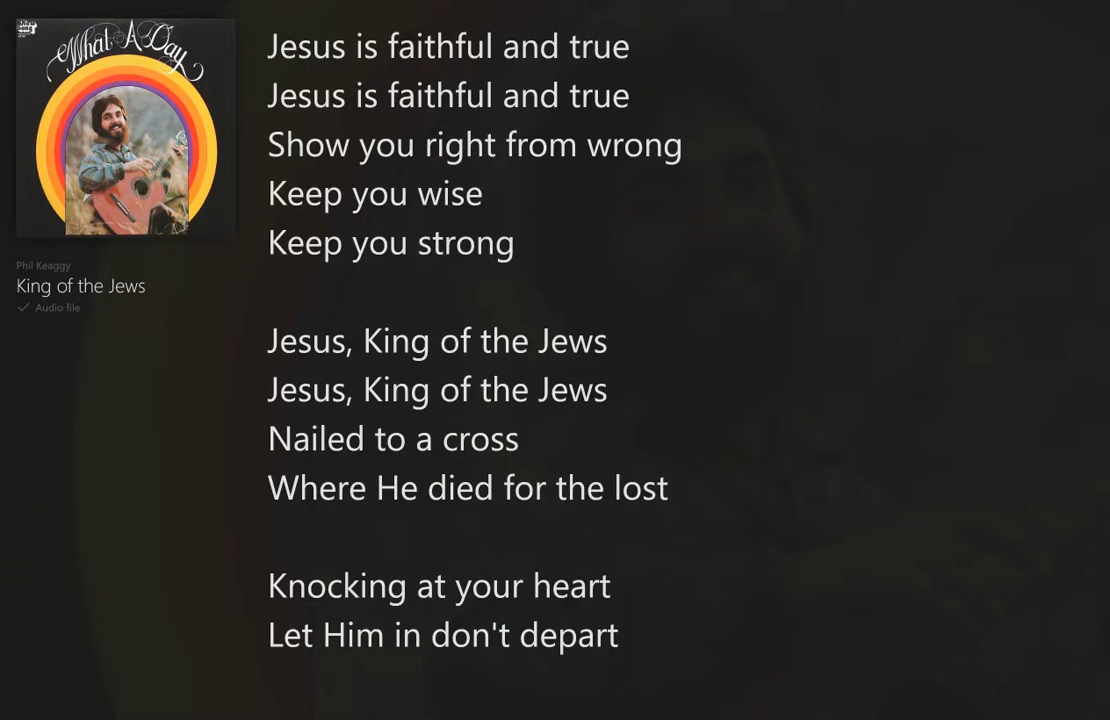 What A Day
Phil Keaggy
King of the Jews
Audio file
Jesus is faithful and true
Jesus is faithful and true
Show you right from wrong
Keep you wise
Keep you strong
Jesus, King of the Jews
Jesus, King of the Jews
Nailed to a cross
Where He died for the lost
Knocking at your heart
Let Him in don't depart